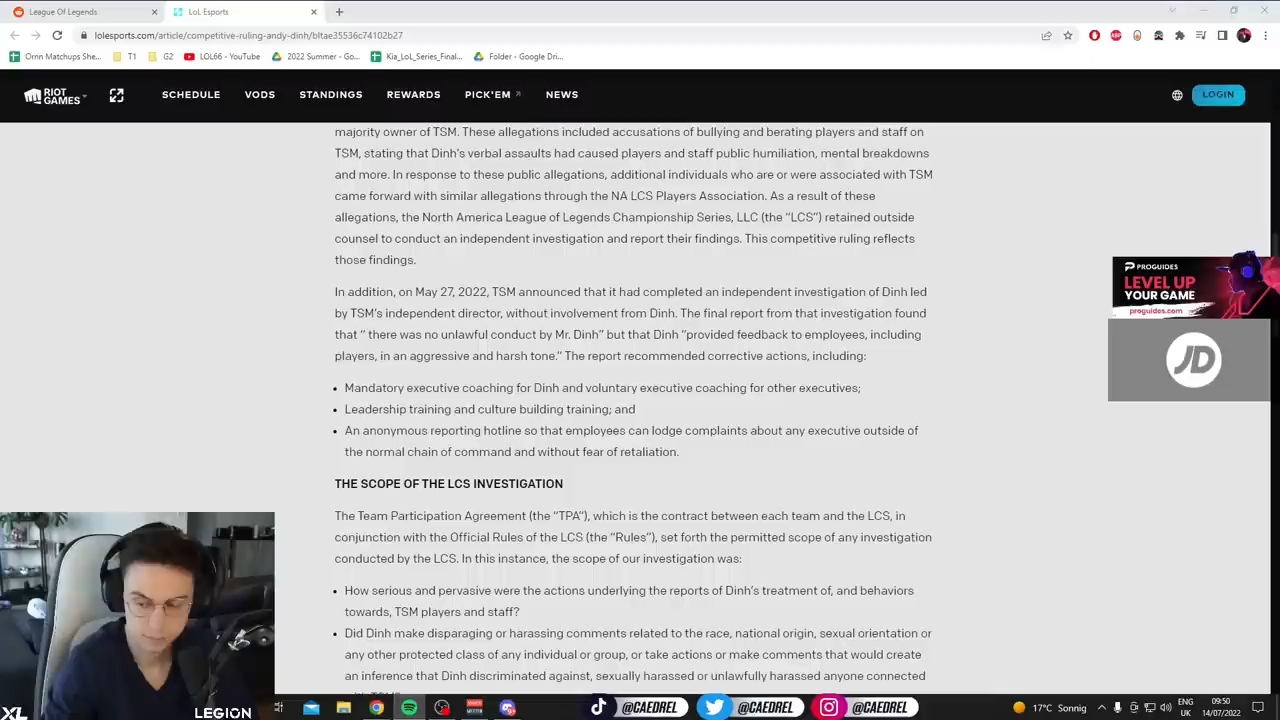 League Of Legends
LoL Esports
lolesports.com/article/competitive-ruling-andy-dinh/bltae35536c74102b27
Ornn Matchups She...
T1
G2
LOL66 - YouTube
2022 Summer - Go...
Kia_LoL_Series_Final...
Folder - Google Dri...
RIOT GAMES
SCHEDULE
VODS
STANDINGS
REWARDS
PICK'EM
NEWS
LOGIN
majority owner of TSM. These allegations included accusations of bullying and berating players and staff on
TSM, stating that Dinh's verbal assaults had caused players and staff public humiliation, mental breakdowns
and more. In response to these public allegations, additional individuals who are or were associated with TSM
came forward with similar allegations through the NA LCS Players Association. As a result of these
allegations, the North America League of Legends Championship Series, LLC (the “LCS”) retained outside
counsel to conduct an independent investigation and report their findings. This competitive ruling reflects
those findings.
In addition, on May 27, 2022, TSM announced that it had completed an independent investigation of Dinh led
by TSM's independent director, without involvement from Dinh. The final report from that investigation found
that “ there was no unlawful conduct by Mr. Dinh” but that Dinh “provided feedback to employees, including
players, in an aggressive and harsh tone.” The report recommended corrective actions, including:
• Mandatory executive coaching for Dinh and voluntary executive coaching for other executives;
• Leadership training and culture building training; and
• An anonymous reporting hotline so that employees can lodge complaints about any executive outside of
the normal chain of command and without fear of retaliation.
THE SCOPE OF THE LCS INVESTIGATION
The Team Participation Agreement (the “TPA”), which is the contract between each team and the LCS, in
conjunction with the Official Rules of the LCS (the “Rules”), set forth the permitted scope of any investigation
conducted by the LCS. In this instance, the scope of our investigation was:
• How serious and pervasive were the actions underlying the reports of Dinh's treatment of, and behaviors
towards, TSM players and staff?
• Did Dinh make disparaging or harassing comments related to the race, national origin, sexual orientation or
any other protected class of any individual or group, or take actions or make comments that would create
an inference that Dinh discriminated against, sexually harassed or unlawfully harassed anyone connected
PROGUIDES
LEVEL UP
YOUR GAME
proguides.com
JD
XL
LEGION
@CAEDREL
@CAEDREL
@CAEDREL
17°C Sonnig
ENG
UK
09:50
14/07/2022